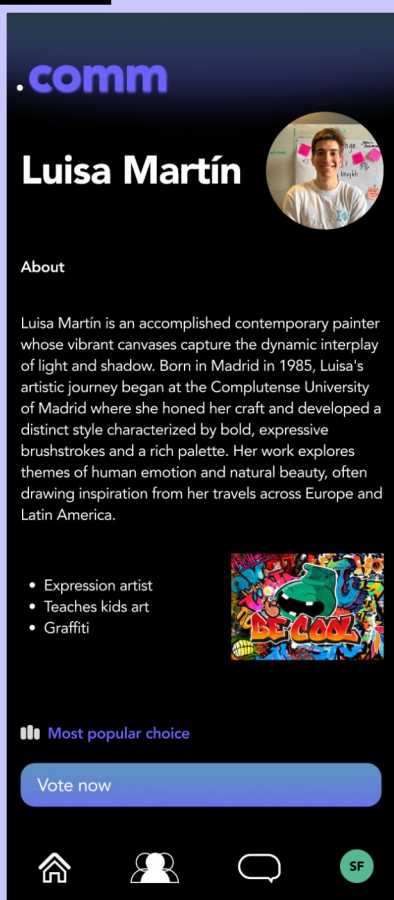 .comm
Luisa Martín
About
Luisa Martín is an accomplished contemporary painter
whose vibrant canvases capture the dynamic interplay
of light and shadow. Born in Madrid in 1985, Luisa's
artistic journey began at the Complutense University
of Madrid where she honed her craft and developed a
distinct style characterized by bold, expressive
brushstrokes and a rich palette. Her work explores
themes of human emotion and natural beauty, often
drawing inspiration from her travels across Europe and
Latin America.
• Expression artist
• Teaches kids art
• Graffiti
BE COOL
Most popular choice
Vote now
SF